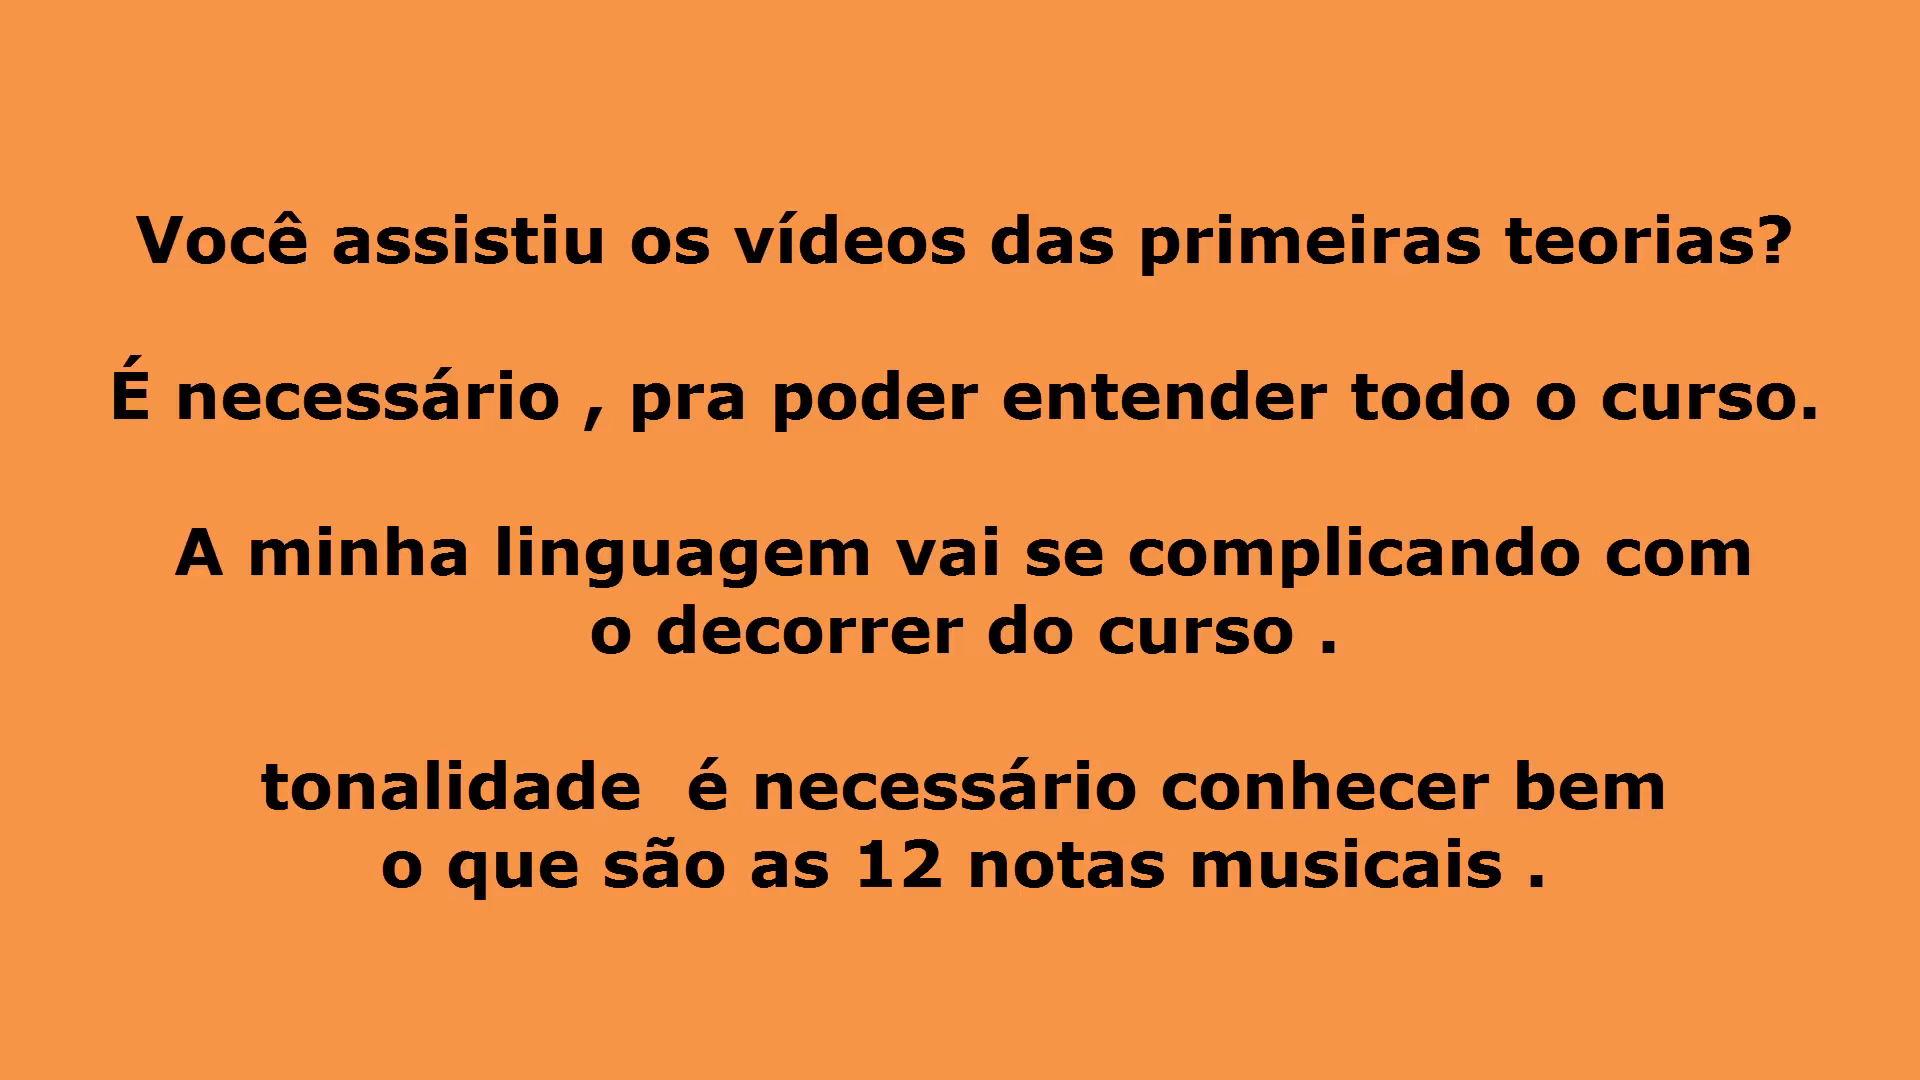 Você assistiu os vídeos das primeiras teorias?
É necessário , pra poder entender todo o curso.
A minha linguagem vai se complicando com
o decorrer do curso .
tonalidade  é necessário conhecer bem
o que são as 12 notas musicais .